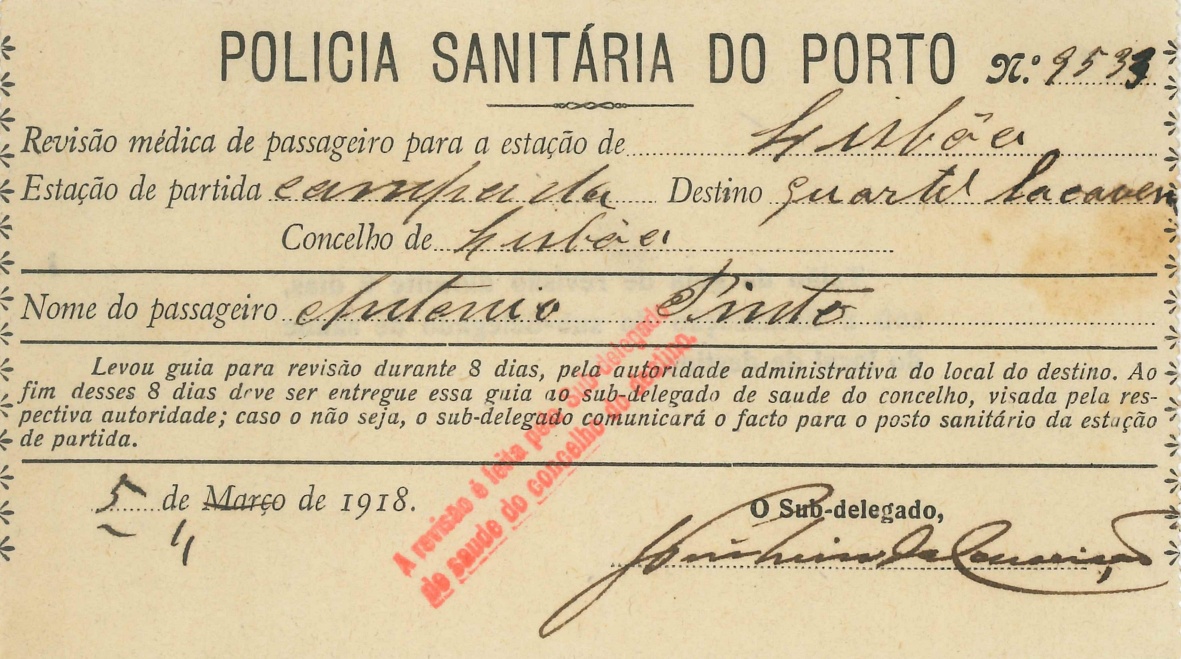 POLICIA SANITÁRIA DO PORTO N.º 9533
Revisão médica de passageiro para a estação de Lisbôa
Estação de partida campada Destino quartel Sacavem
Concelho de Lisbôa
Nome do passageiro Antonio Pinto
Levou guia para revisão durante 8 dias, pela autoridade administrativa do local do destino. Ao
fim desses 8 dias deve ser entregue essa guia ao sub-delegado de saude do concelho, visada pela res-
pectiva autoridade; caso o não seja, o sub-delegado comunicará o facto para o posto sanitário da estação
de partida.
A revisão é feita pelo Sub-delegado
de saude do concelho do destino.
5 de Março de 1918.
4
O Sub-delegado,